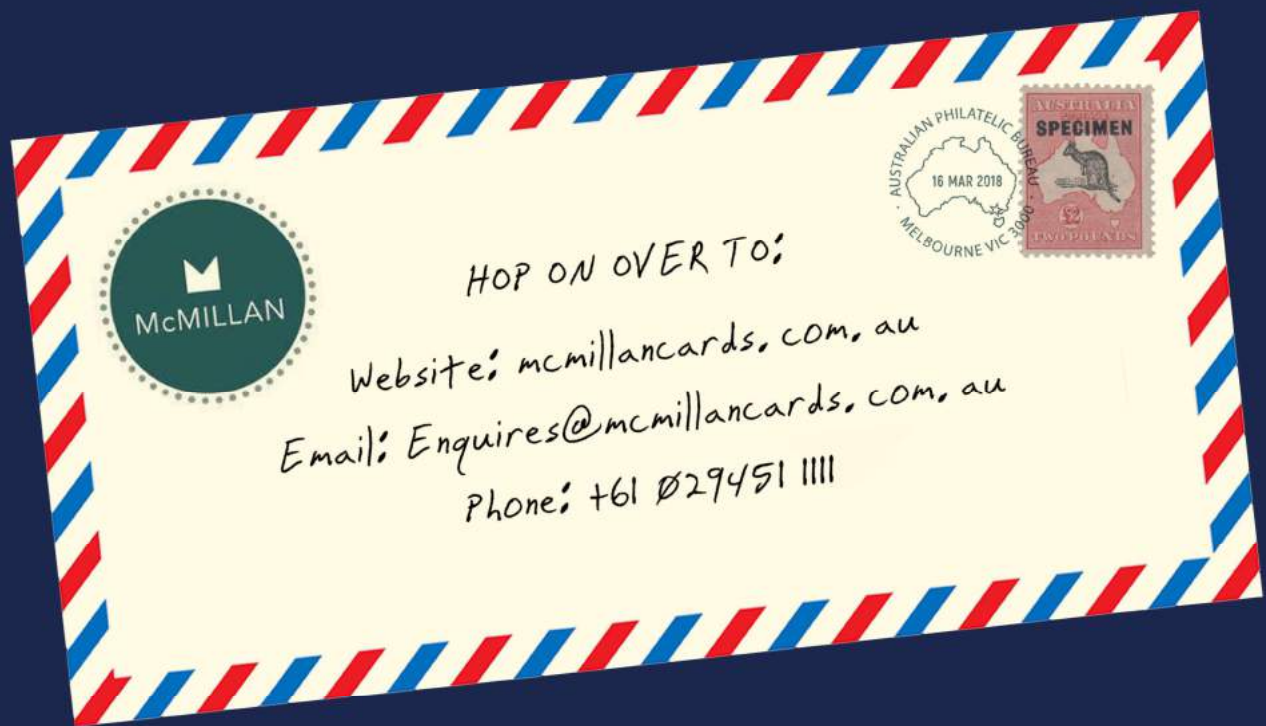 AUSTRALIAN PHILATELIC BUREAU
16 MAR 2018
· MELBOURNE VIC 3000 ·
AUSTRALIA
SPECIMEN
£2
TWO POUNDS
McMILLAN
HOP ON OVER TO:
Website: mcmillancards.com.au
Email: Enquires@mcmillancards.com.au
Phone: +61 029451 1111